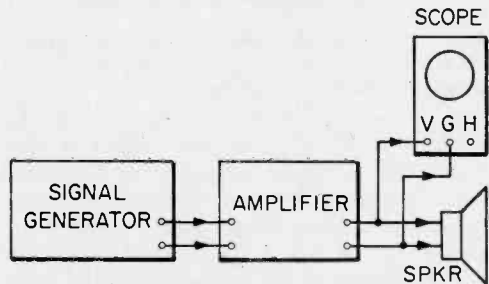 SCOPE
V G H
SIGNAL
GENERATOR
AMPLIFIER
SPKR